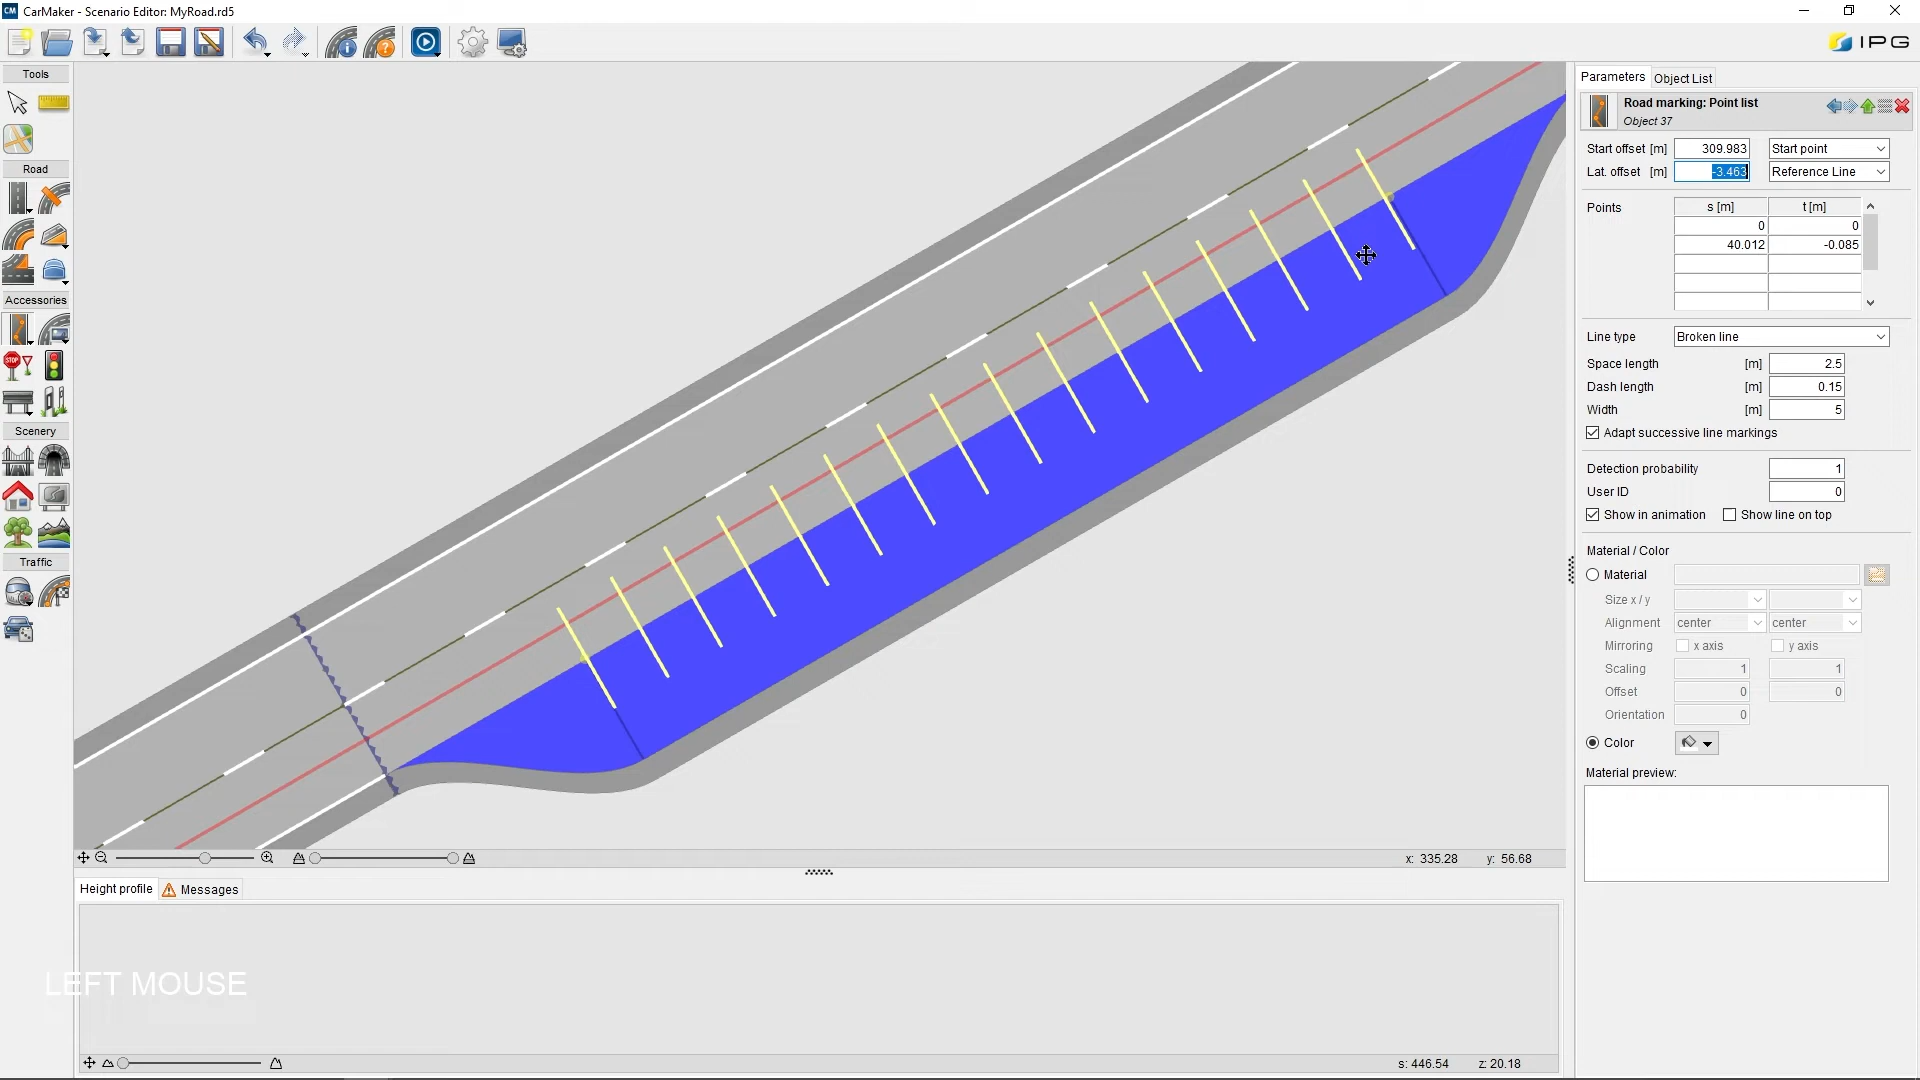 CM CarMaker - Scenario Editor: MyRoad.rd5
IPG
Tools
Road
Accessories
STOP
Scenery
Traffic
Parameters Object List
Road marking: Point list
Object 37
Start offset [m] 309.983 Start point
Lat. offset [m] -3.463 Reference Line
Points s [m] t [m]
0 0
40.012 -0.085
Line type Broken line
Space length [m] 2.5
Dash length [m] 0.15
Width [m] 5
Adapt successive line markings
Detection probability 1
User ID 0
Show in animation Show line on top
Material / Color
Material
Size x / y
Alignment center center
Mirroring x axis y axis
Scaling 1 1
Offset 0 0
Orientation 0
Color
Material preview:
x: 335.28 y: 56.68
Height profile Messages
LEFT MOUSE
s: 446.54 z: 20.18